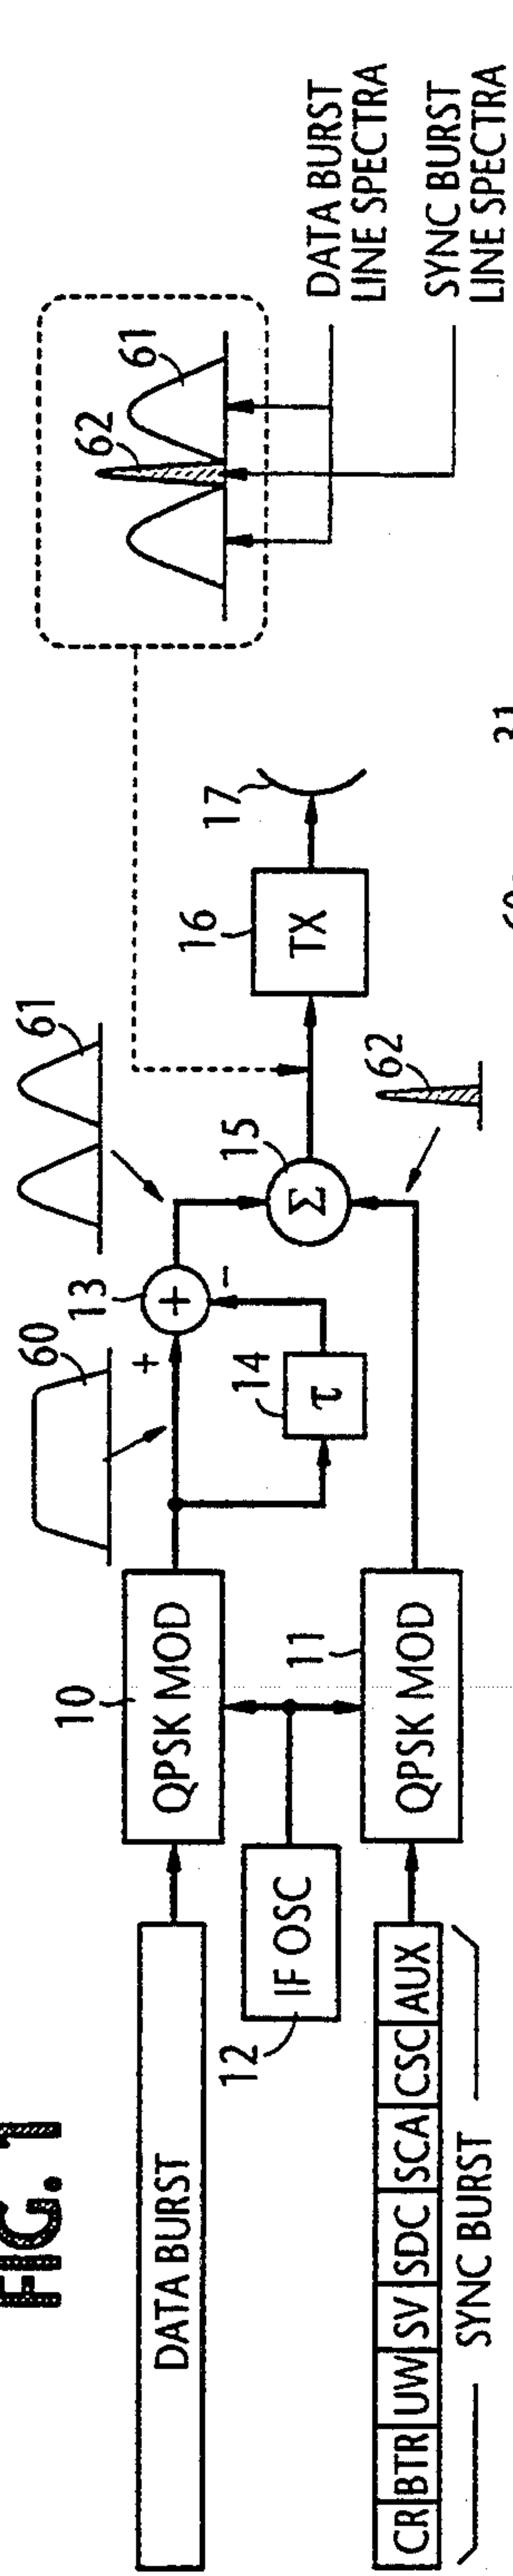 FIG. 1
DATA BURST
10
QPSK MOD
60
+
13
+
−
14
τ
61
15
Σ
16
TX
17
62
61
DATA BURST
LINE SPECTRA
SYNC BURST
LINE SPECTRA
12
IF OSC
11
QPSK MOD
62
CR BTR UW SV SDC SCA CSC AUX
SYNC BURST
31